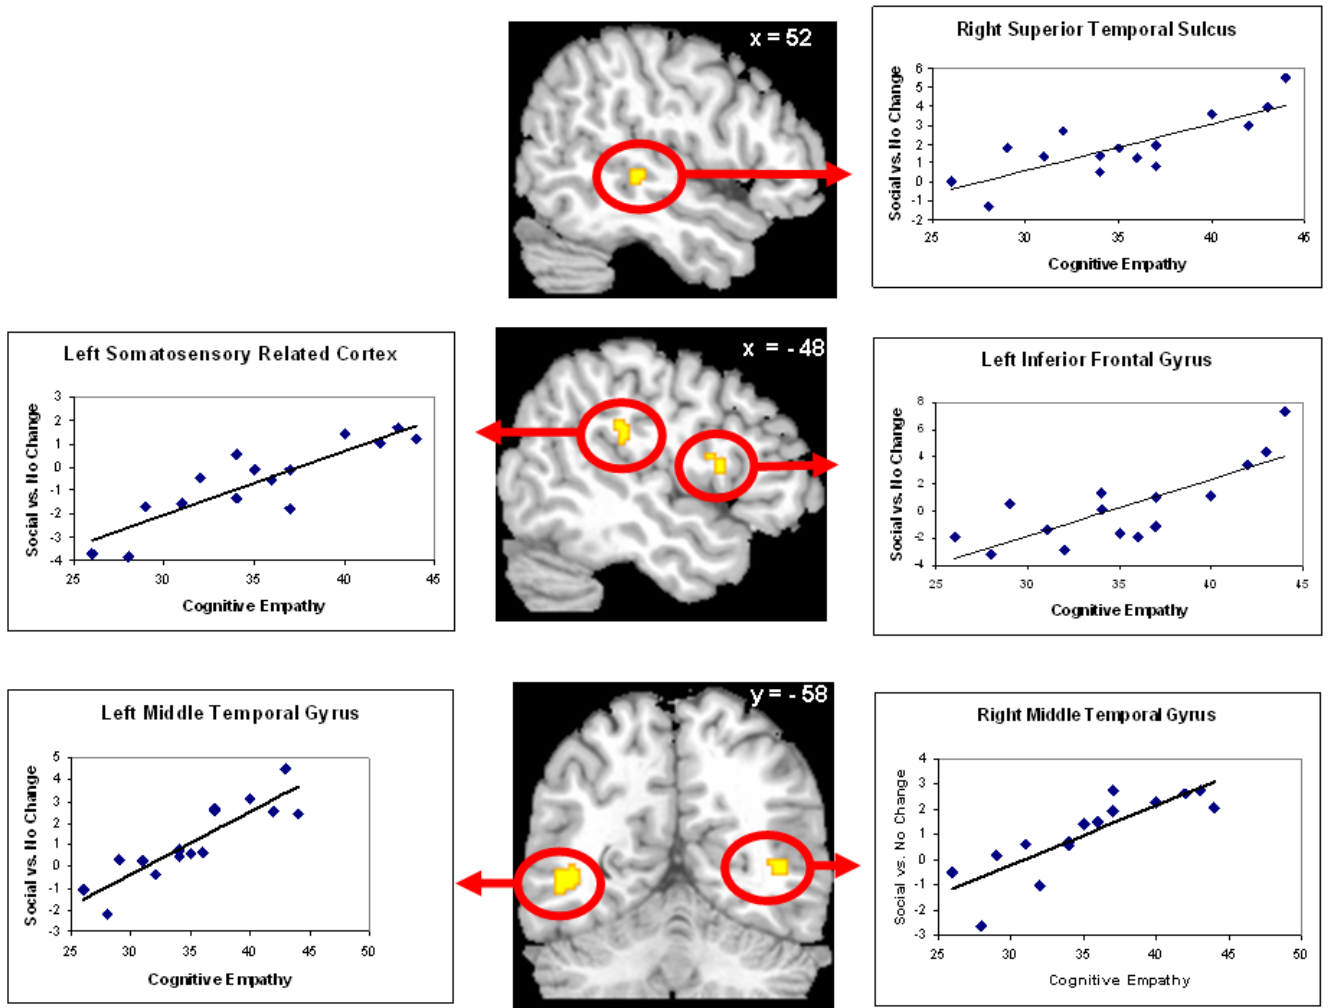 x = 52
Right Superior Temporal Sulcus
Social vs. No Change
6
5
4
3
2
1
0
-1
-2
25 30 35 40 45
Cognitive Empathy
Left Somatosensory Related Cortex
Social vs. No Change
3
2
1
0
-1
-2
-3
-4
25 30 35 40 45
Cognitive Empathy
x = - 48
Left Inferior Frontal Gyrus
Social vs. No Change
8
6
4
2
0
-2
-4
25 30 35 40 45
Cognitive Empathy
Left Middle Temporal Gyrus
Social vs. No Change
5
4
3
2
1
0
-1
-2
-3
25 30 35 40 45 50
Cognitive Empathy
y = - 58
Right Middle Temporal Gyrus
Social vs. No Change
4
3
2
1
0
-1
-2
-3
25 30 35 40 45 50
Cognitive Empathy